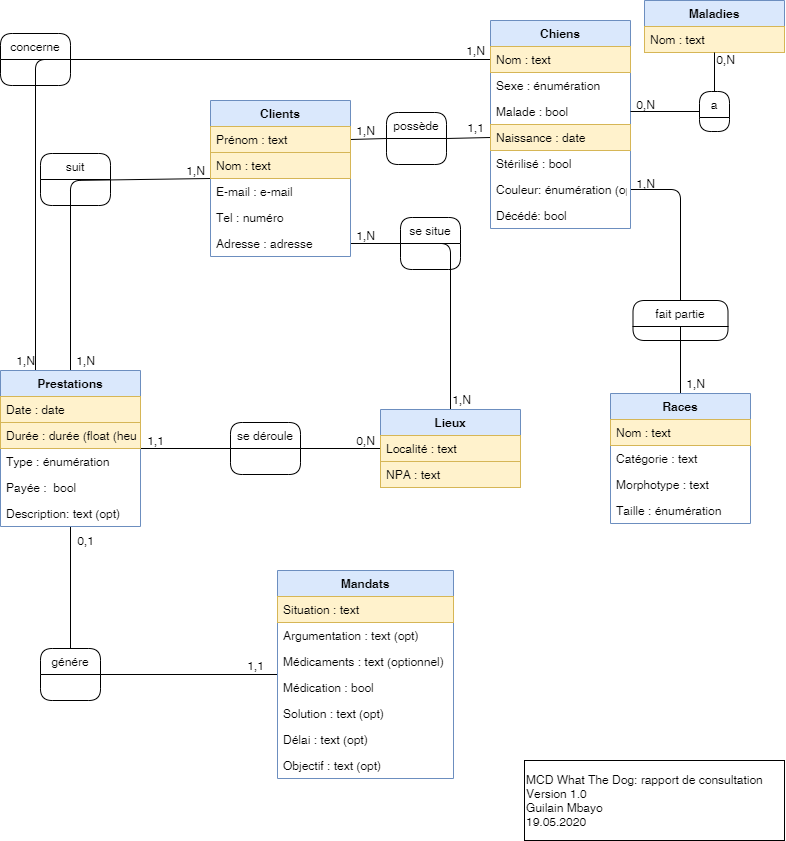 Maladies
Nom : text
0,N
a
0,N
concerne
1,N
1,N
Chiens
Nom : text
Sexe : énumération
Malade : bool
Naissance : date
Stérilisé : bool
Couleur: énumération (o
Décédé: bool
Clients
Prénom : text
Nom : text
E-mail : e-mail
Tel : numéro
Adresse : adresse
1,N
possède
1,1
suit
1,N
1,N
1,N
se situe
1,N
1,N
fait partie
1,N
Prestations
Date : date
Durée : durée (float (heu
Type : énumération
Payée :  bool
Description: text (opt)
1,1
se déroule
0,N
Lieux
Localité : text
NPA : text
Races
Nom : text
Catégorie : text
Morphotype : text
Taille : énumération
0,1
génére
1,1
Mandats
Situation : text
Argumentation : text (opt)
Médicaments : text (optionnel)
Médication : bool
Solution : text (opt)
Délai : text (opt)
Objectif : text (opt)
MCD What The Dog: rapport de consultation
Version 1.0
Guilain Mbayo
19.05.2020